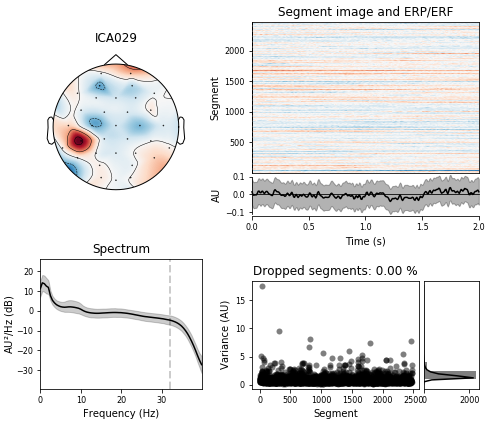 ICA029
Segment image and ERP/ERF
Segment
2000
1500
1000
500
AU
0.1
0.0
−0.1
0.0 0.5 1.0 1.5 2.0
Time (s)
Spectrum
AU²/Hz (dB)
20
10
0
−10
−20
−30
0 10 20 30
Frequency (Hz)
Dropped segments: 0.00 %
Variance (AU)
15
10
5
0
0 500 1000 1500 2000 2500
Segment
0 2000